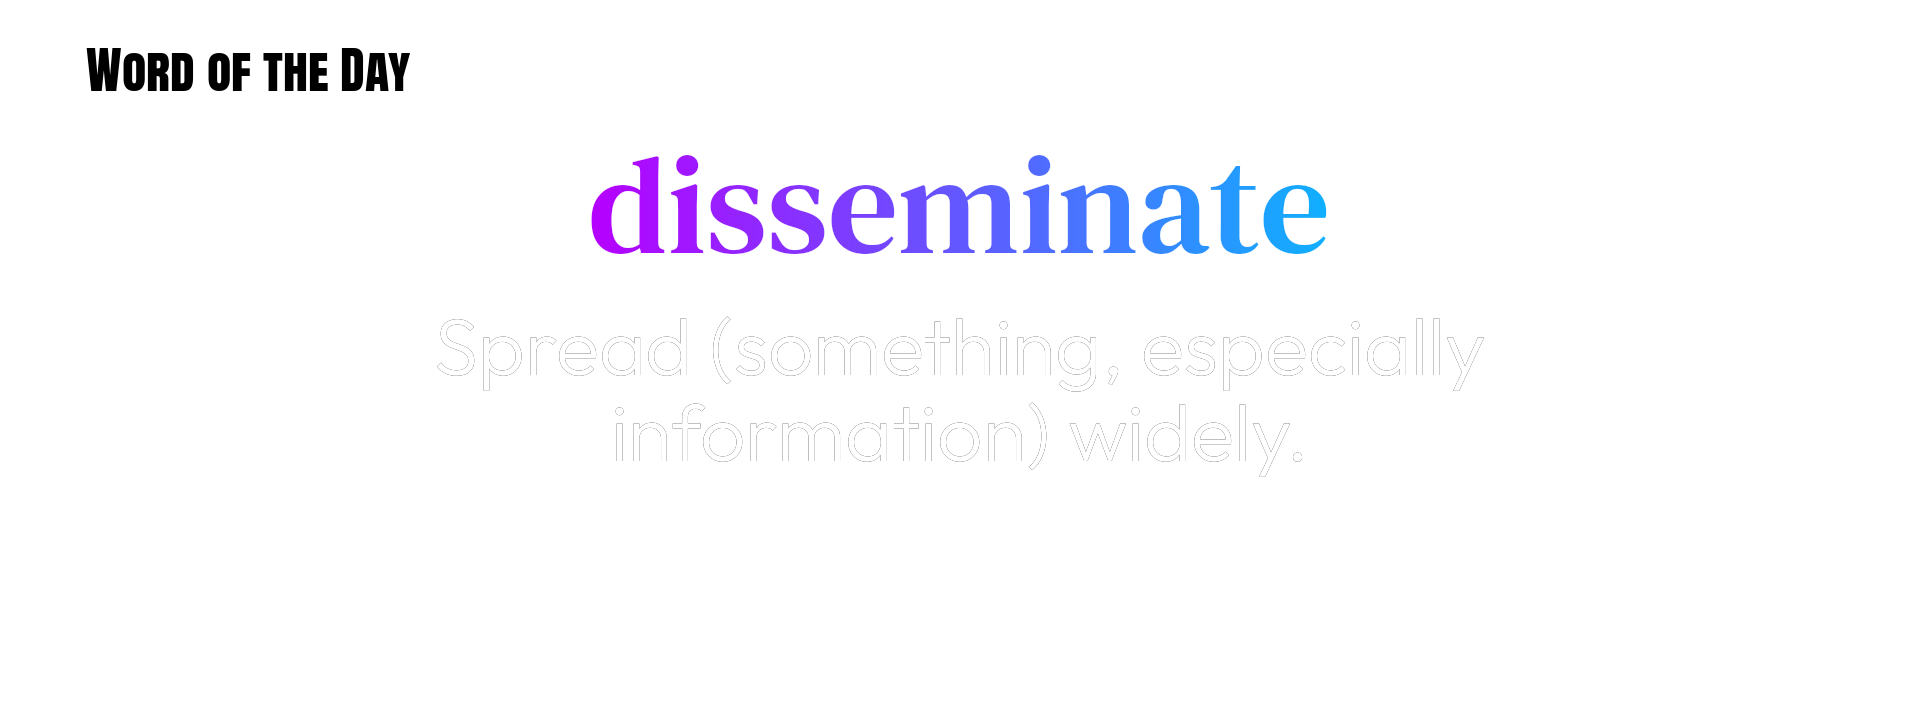 Word of the Day
disseminate
Spread (something, especially
information) widely.